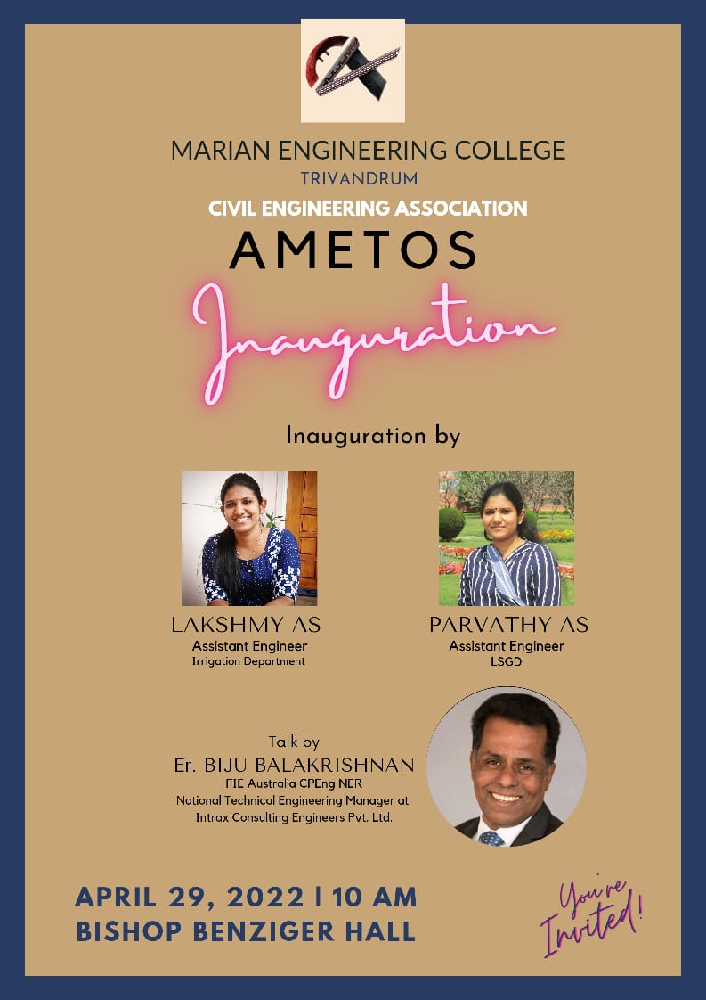 MARIAN ENGINEERING COLLEGE
TRIVANDRUM
CIVIL ENGINEERING ASSOCIATION
AMETOS
Inauguration
Inauguration by
LAKSHMY AS
Assistant Engineer
Irrigation Department
PARVATHY AS
Assistant Engineer
LSGD
Talk by
Er. BIJU BALAKRISHNAN
FIE Australia CPEng NER
National Technical Engineering Manager at
Intrax Consulting Engineers Pvt. Ltd.
APRIL 29, 2022 | 10 AM
BISHOP BENZIGER HALL
You're
Invited!